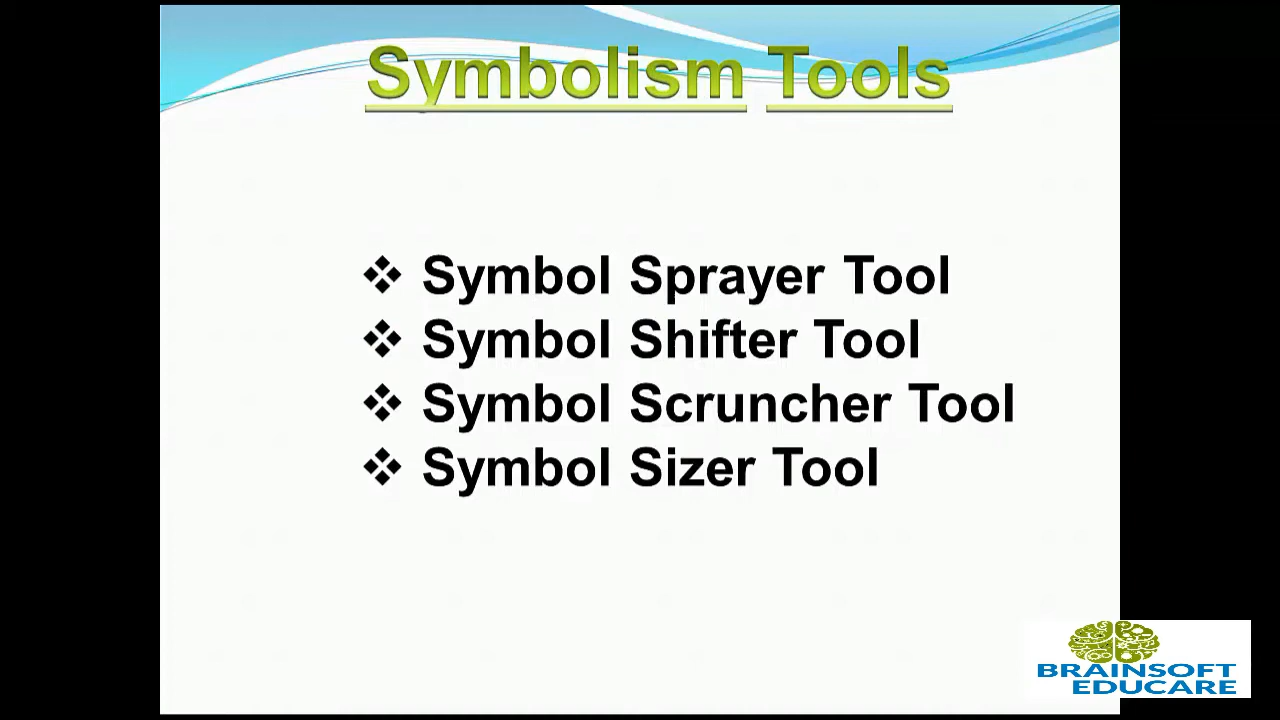 Symbolism Tools
❖ Symbol Sprayer Tool
❖ Symbol Shifter Tool
❖ Symbol Scruncher Tool
❖ Symbol Sizer Tool
BRAINSOFT
EDUCARE